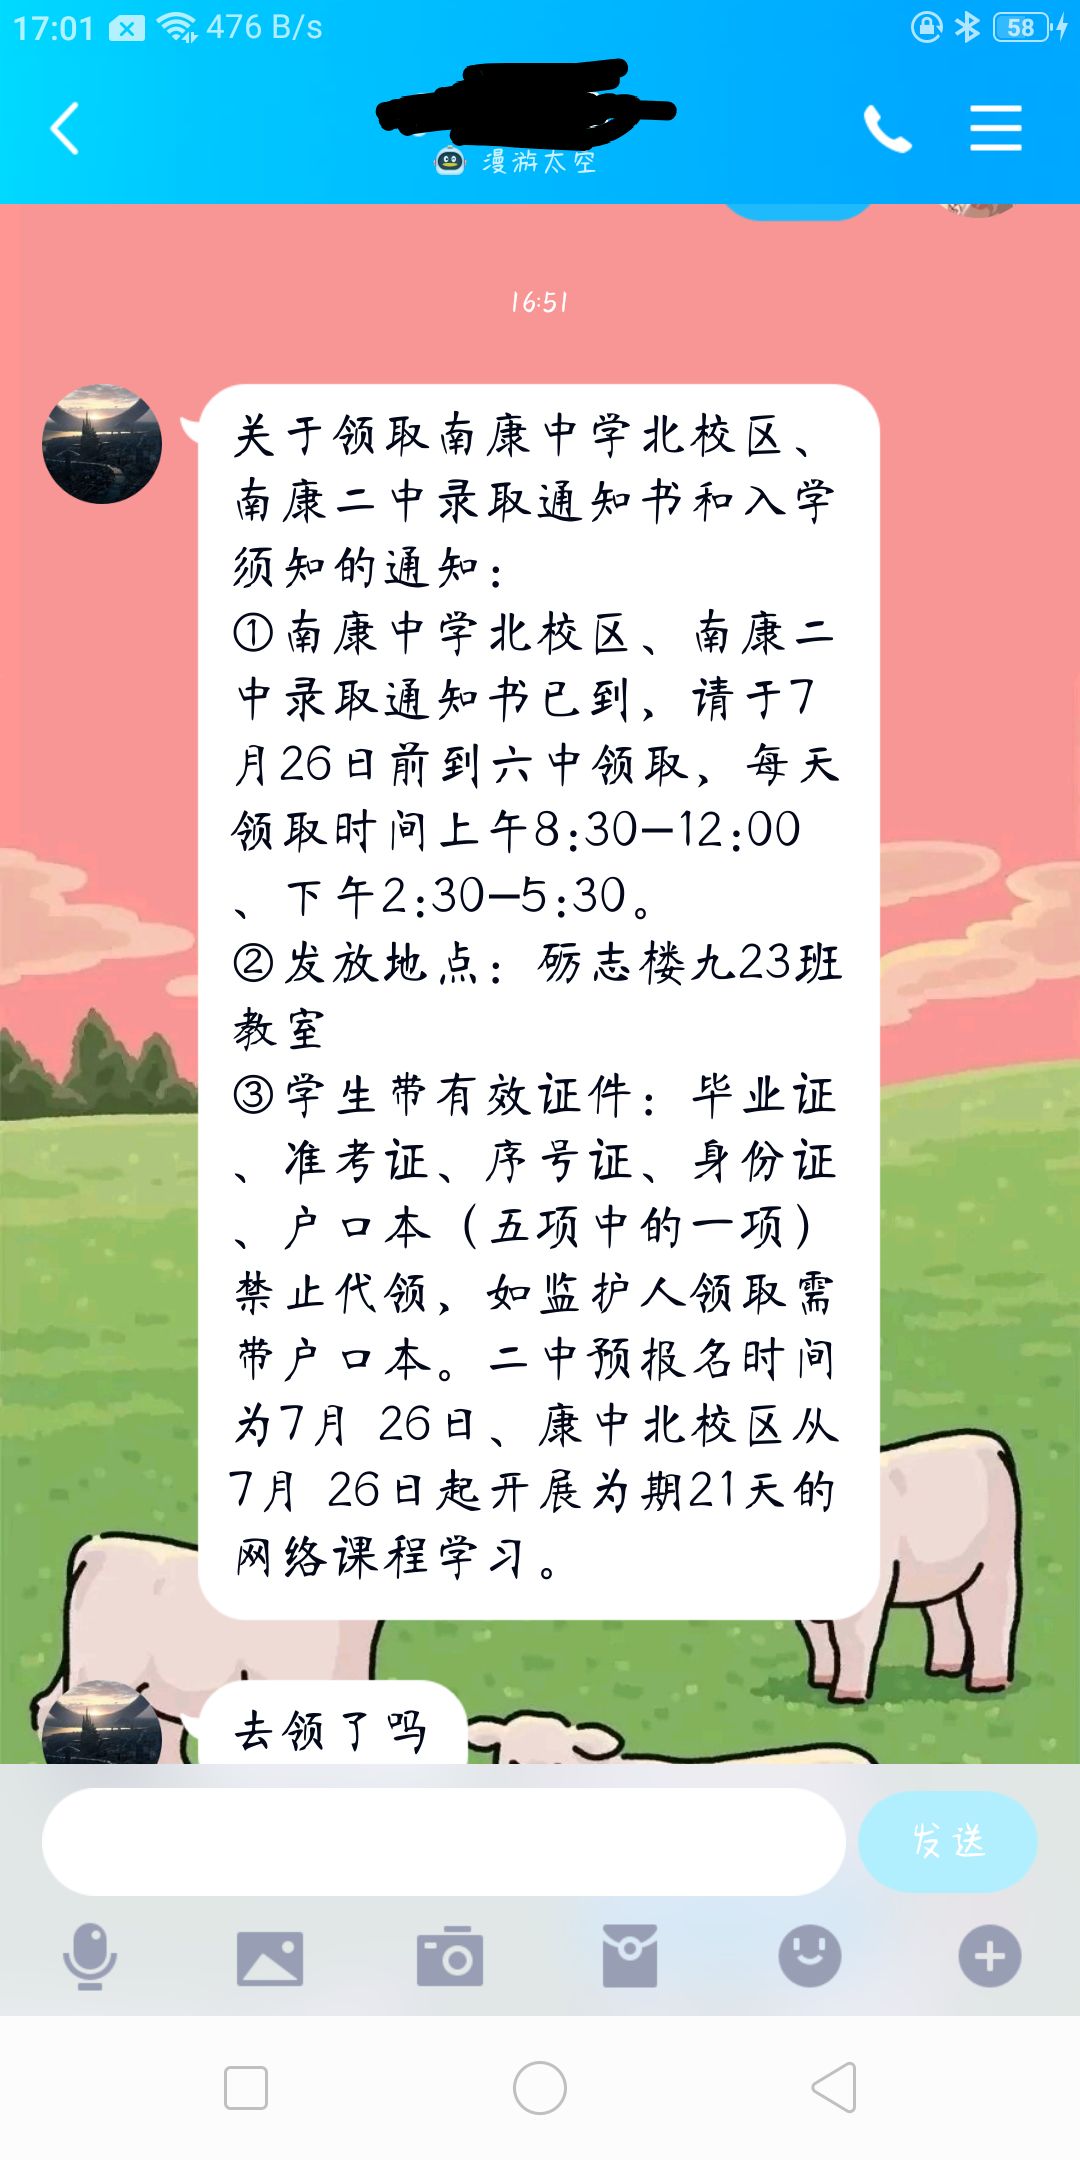 17:01 476 B/s 58
漫游太空
16:51
关于领取南康中学北校区、
南康二中录取通知书和入学
须知的通知：
①南康中学北校区、南康二
中录取通知书已到，请于7
月26日前到六中领取，每天
领取时间上午8:30—12:00
、下午2:30—5:30。
②发放地点：砺志楼九23班
教室
③学生带有效证件：毕业证
、准考证、序号证、身份证
、户口本（五项中的一项）
禁止代领，如监护人领取需
带户口本。二中预报名时间
为7月 26日、康中北校区从
7月 26日起开展为期21天的
网络课程学习。
去领了吗
发送